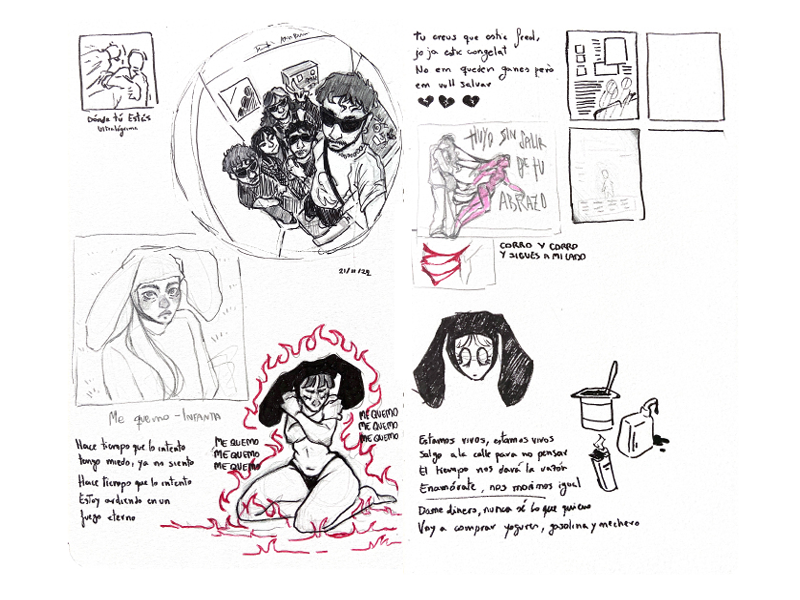 Dónde tú Estás
Ultralágrima
21/11/23
Me quemo - INFANTA
Hace tiempo que lo intento
tengo miedo, ya no siento
Hace tiempo que lo intento
Estoy ardiendo en un
fuego eterno
ME QUEMO
ME QUEMO
ME QUEMO
ME QUEMO
ME QUEMO
ME QUEMO
tu creus que estic fred,
jo ja estic congelat
No em queden ganes però
em vull salvar
HUYO SIN SALIR
DE TU
ABRAZO
CORRO Y CORRO
Y SIGUES A MI LADO
Estamos vivos, estamos vivos
Salgo a la calle para no pensar
El tiempo nos dará la razón
Enamórate, nos morimos igual
Dame dinero, nunca sé lo que quiero
Voy a comprar yogures, gasolina y mechero